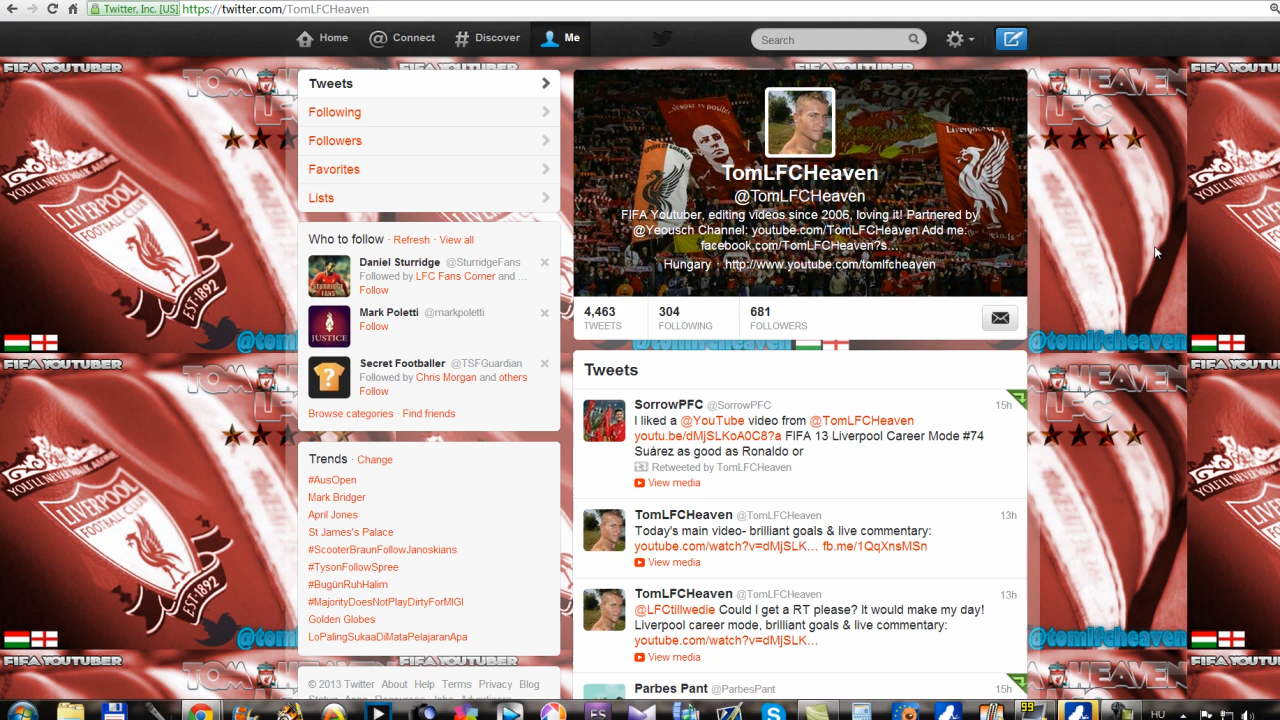 Twitter, Inc. [US] https://twitter.com/TomLFCHeaven
Home
@ Connect
# Discover
Me
Search
FIFA YOUTUBER
TOM HEAVEN
LFC
YOU'LL NEVER WALK ALONE
LIVERPOOL
FOOTBALL CLUB
EST·1892
@tomlfcheaven
Tweets
Following
Followers
Favorites
Lists
Who to follow · Refresh · View all
Daniel Sturridge @SturridgeFans
Followed by LFC Fans Corner and ...
Follow
Mark Poletti @markpoletti
Follow
JUSTICE
Secret Footballer @TSFGuardian
Followed by Chris Morgan and others
Follow
Browse categories · Find friends
Trends · Change
#AusOpen
Mark Bridger
April Jones
St James's Palace
#ScooterBraunFollowJanoskians
#TysonFollowSpree
#BugünRuhHalim
#MajorityDoesNotPlayDirtyForMIGI
Golden Globes
LoPalingSukaaDiMataPelajaranApa
© 2013 Twitter About Help Terms Privacy Blog
TomLFCHeaven
@TomLFCHeaven
FIFA Youtuber, editing videos since 2006, loving it! Partnered by
@Yeousch Channel: youtube.com/TomLFCHeaven Add me:
facebook.com/TomLFCHeaven?s...
Hungary · http://www.youtube.com/tomlfcheaven
4,463 304 681
TWEETS FOLLOWING FOLLOWERS
Tweets
SorrowPFC @SorrowPFC 15h
I liked a @YouTube video from @TomLFCHeaven
youtu.be/dMjSLKoA0C8?a FIFA 13 Liverpool Career Mode #74
Suárez as good as Ronaldo or
Retweeted by TomLFCHeaven
View media
TomLFCHeaven @TomLFCHeaven 13h
Today's main video- brilliant goals & live commentary:
youtube.com/watch?v=dMjSLK... fb.me/1QqXnsMSn
View media
TomLFCHeaven @TomLFCHeaven 13h
@LFCtillwedie Could I get a RT please? It would make my day!
Liverpool career mode, brilliant goals & live commentary:
youtube.com/watch?v=dMjSLK...
View media
Parbes Pant @ParbesPant 15h
99
HU